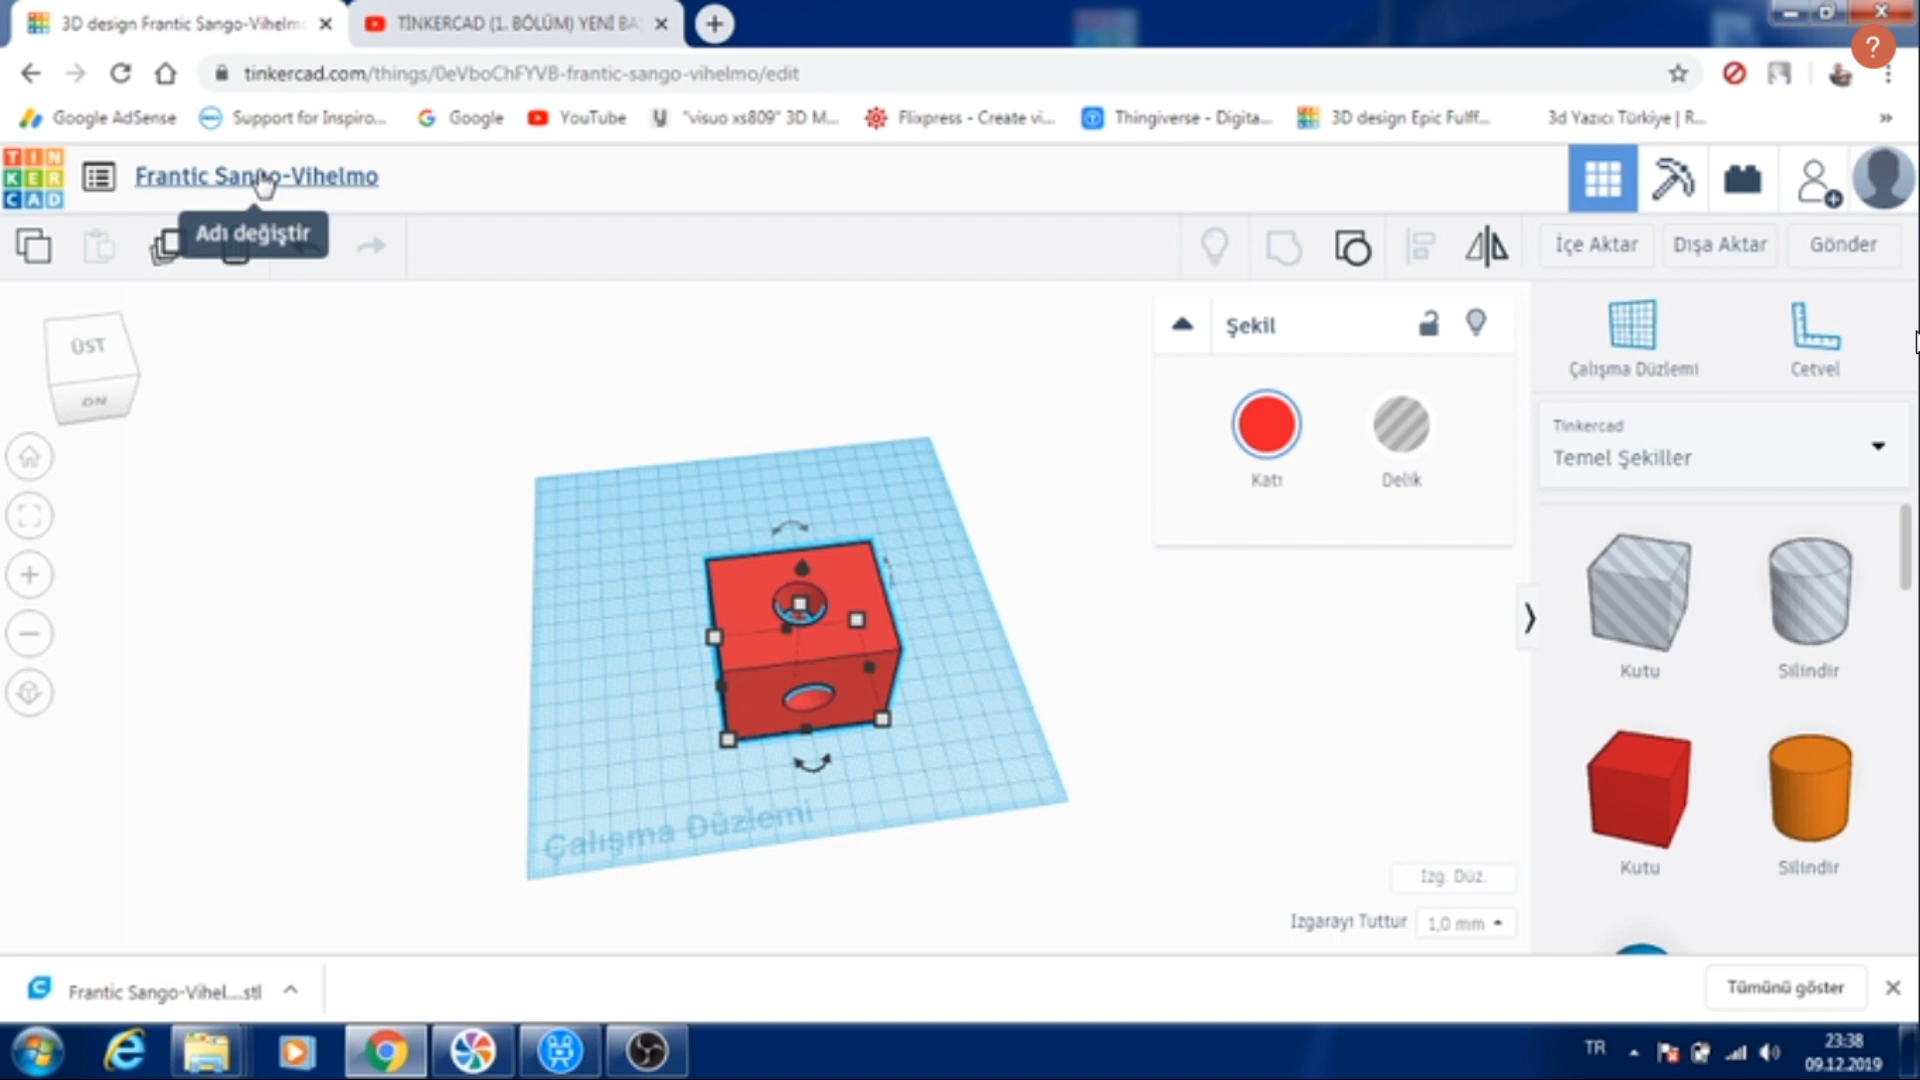 3D design Frantic Sango-Vihelm
TİNKERCAD (1. BÖLÜM) YENİ BA
tinkercad.com/things/0eVboChFYVB-frantic-sango-vihelmo/edit
?
Google AdSense
Support for Inspiro...
Google
YouTube
"visuo xs809" 3D M...
Flixpress - Create vi...
Thingiverse - Digita...
3D design Epic Fulff...
3d Yazıcı Türkiye | R...
TIN
KER
CAD
Frantic Sango-Vihelmo
Adı değiştir
İçe Aktar
Dışa Aktar
Gönder
ÜST
ÖN
Şekil
Katı
Delik
Çalışma Düzlemi
Cetvel
Tinkercad
Temel Şekiller
Kutu
Silindir
Kutu
Silindir
Çalışma Düzlemi
Izg. Düz.
Izgarayı Tuttur
1,0 mm
Frantic Sango-Vihel....stl
Tümünü göster
TR
23:38
09.12.2019